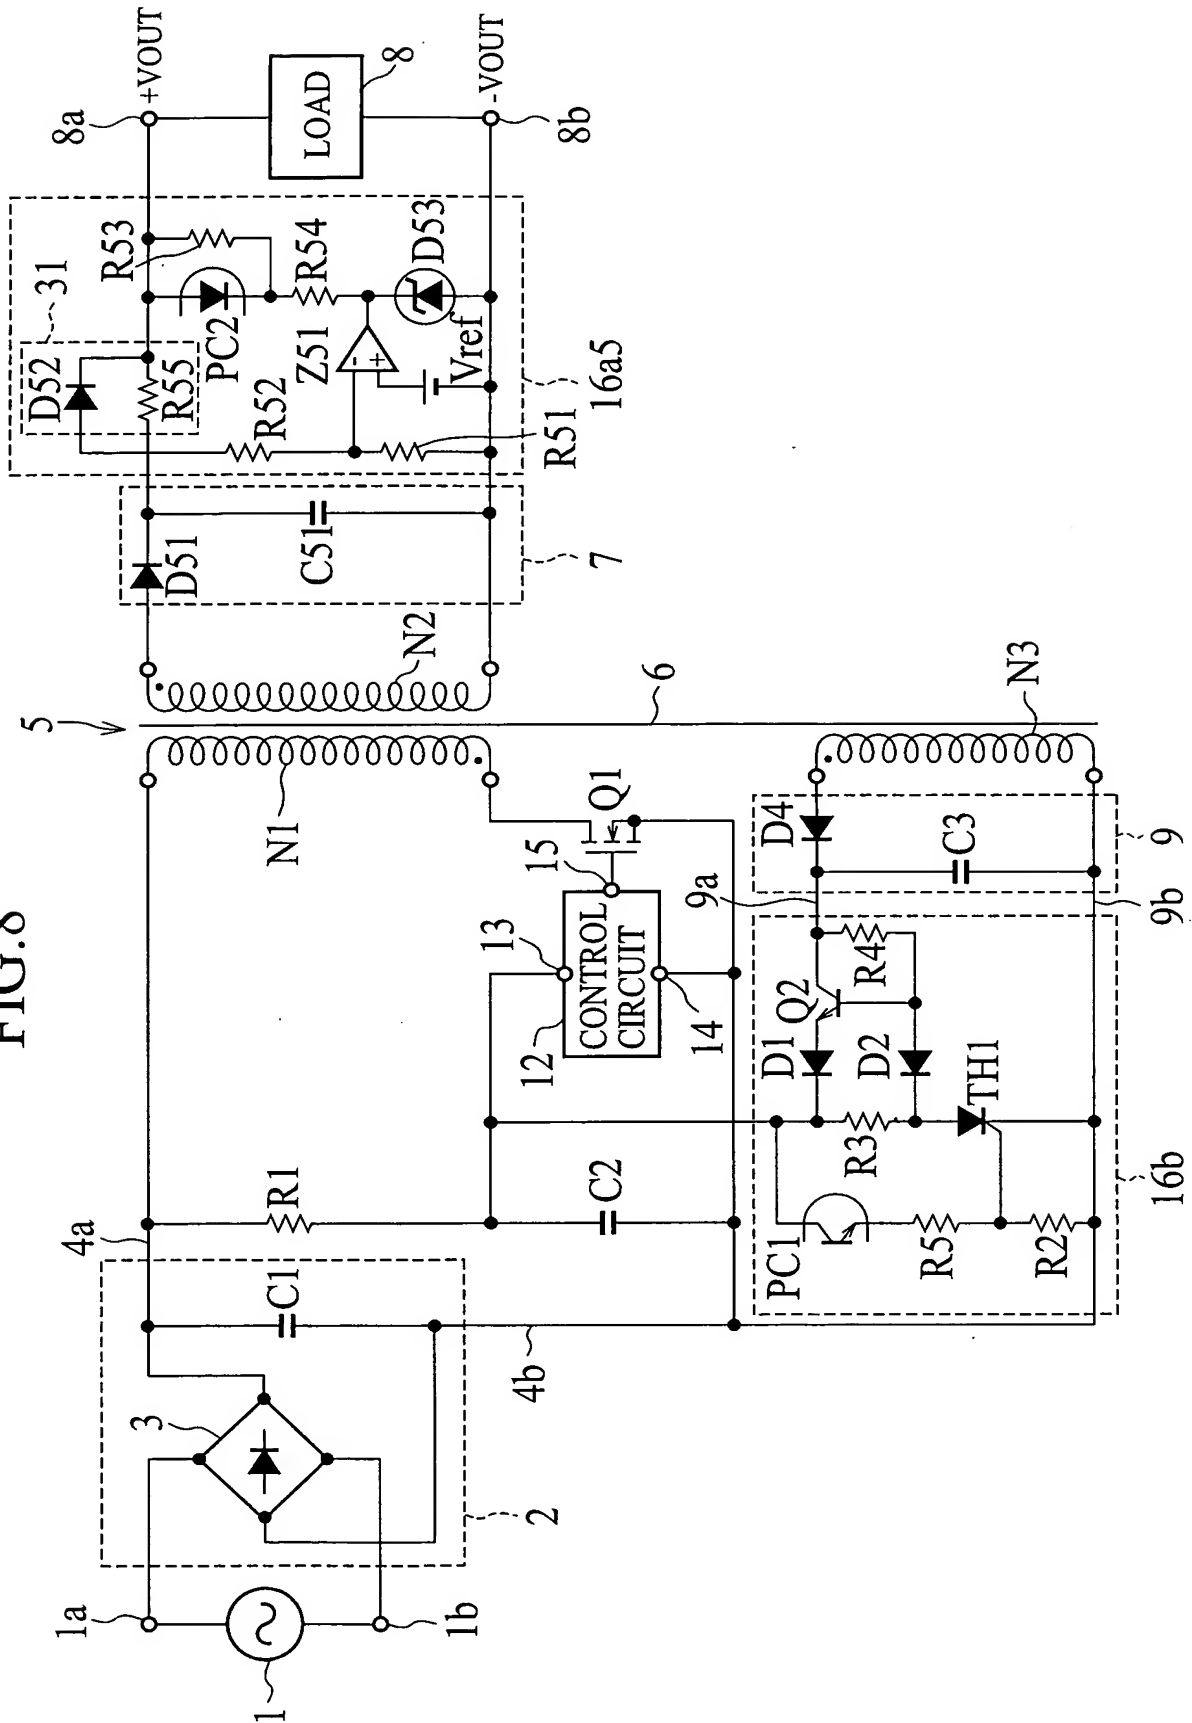 FIG.8
5
8a
+VOUT
31
D52
R55
R53
PC2
R54
D51
R52
Z51
LOAD
8
C51
D53
Vref
-VOUT
8b
R51
16a5
7
N1
N2
6
N3
4a
R1
3
C1
2
1a
1
1b
4b
13
12
CONTROL
CIRCUIT
15
14
Q1
C2
9a
D4
C3
9
9b
D1
Q2
R4
D2
R3
TH1
PC1
R5
R2
16b